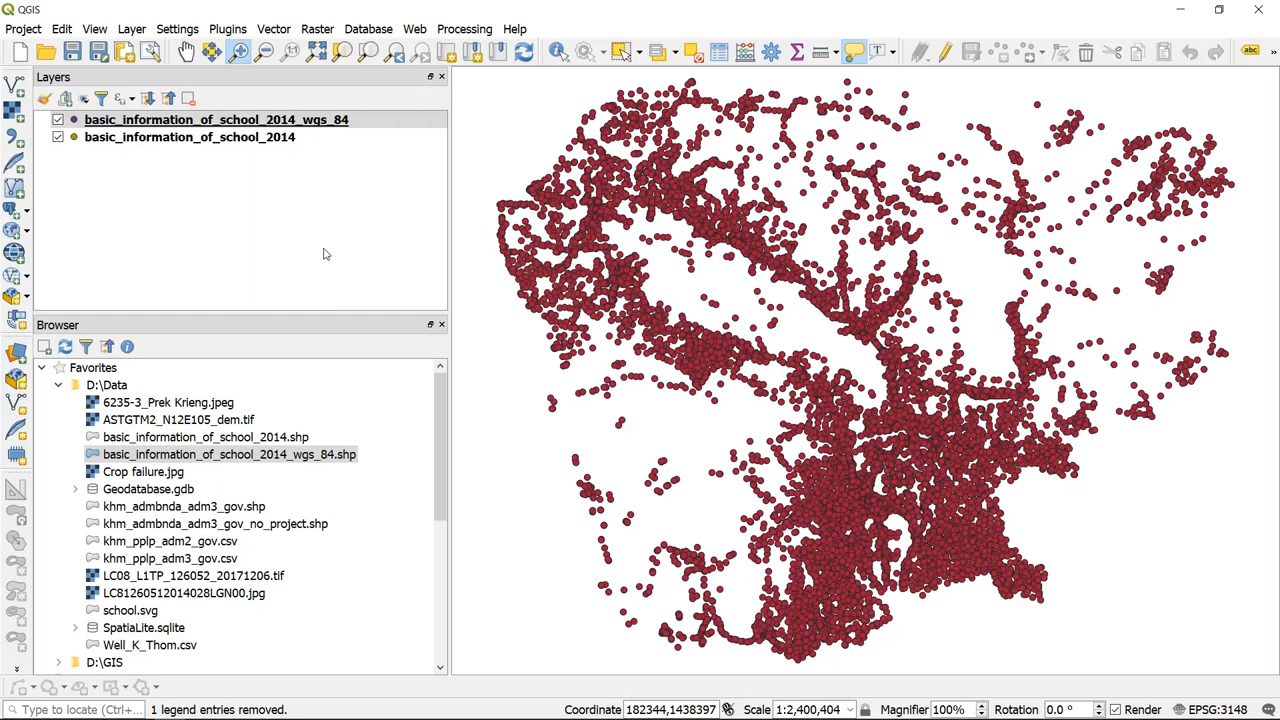 QGIS
Project Edit View Layer Settings Plugins Vector Raster Database Web Processing Help
1:1
T
abc
Layers
basic_information_of_school_2014_wgs_84
basic_information_of_school_2014
Browser
Favorites
D:\Data
6235-3_Prek Krieng.jpeg
ASTGTM2_N12E105_dem.tif
basic_information_of_school_2014.shp
basic_information_of_school_2014_wgs_84.shp
Crop failure.jpg
Geodatabase.gdb
khm_admbnda_adm3_gov.shp
khm_admbnda_adm3_gov_no_project.shp
khm_pplp_adm2_gov.csv
khm_pplp_adm3_gov.csv
LC08_L1TP_126052_20171206.tif
LC81260512014028LGN00.jpg
school.svg
SpatiaLite.sqlite
Well_K_Thom.csv
D:\GIS
Type to locate (Ctrl+... 1 legend entries removed. Coordinate 182344,1438397 Scale 1:2,400,404 Magnifier 100% Rotation 0.0 ° Render EPSG:3148